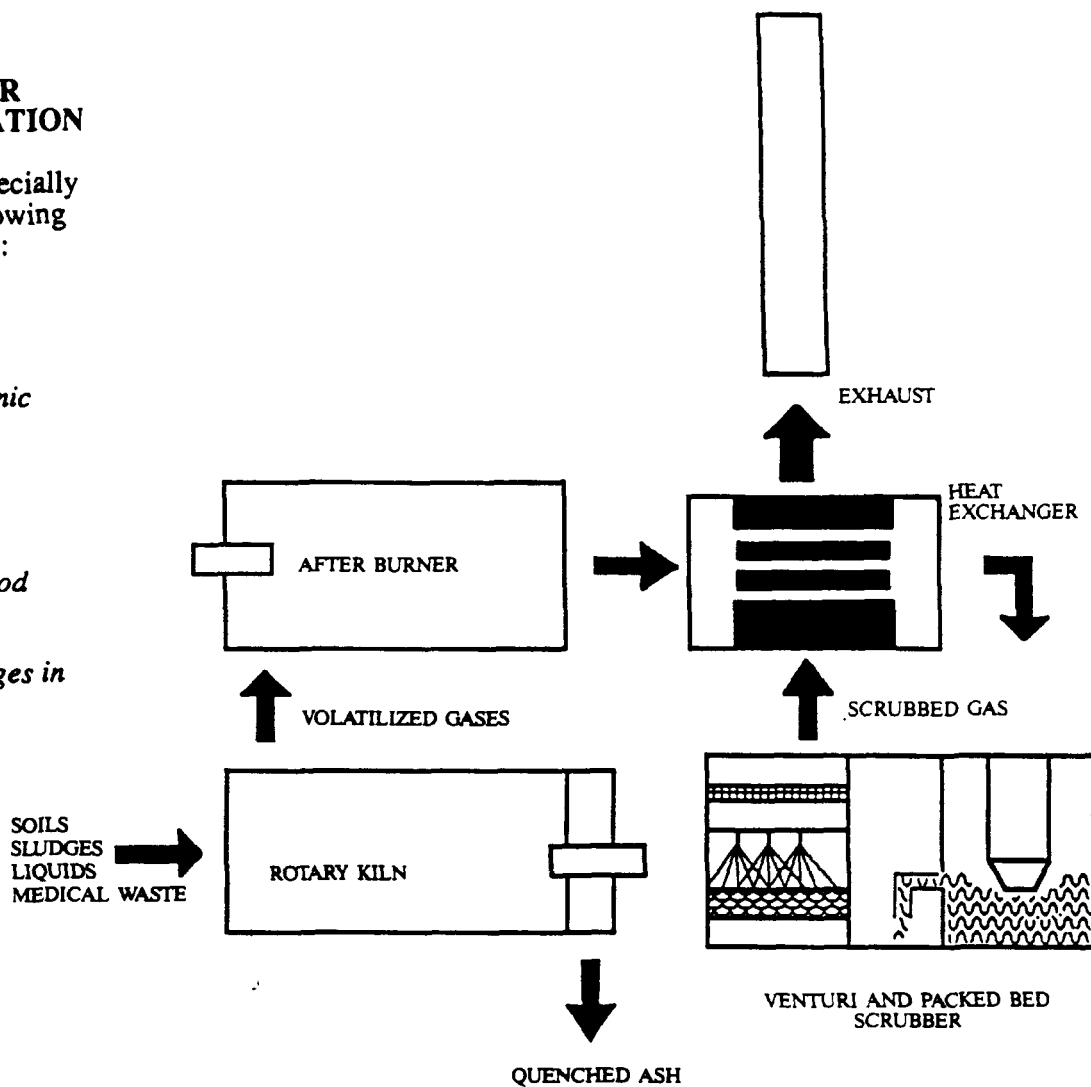 R
ATION
ecially
owing
:
nic
od
ges in
EXHAUST
HEAT
EXCHANGER
AFTER BURNER
VOLATILIZED GASES
SCRUBBED GAS
SOILS
SLUDGES
LIQUIDS
MEDICAL WASTE
ROTARY KILN
VENTURI AND PACKED BED
SCRUBBER
QUENCHED ASH